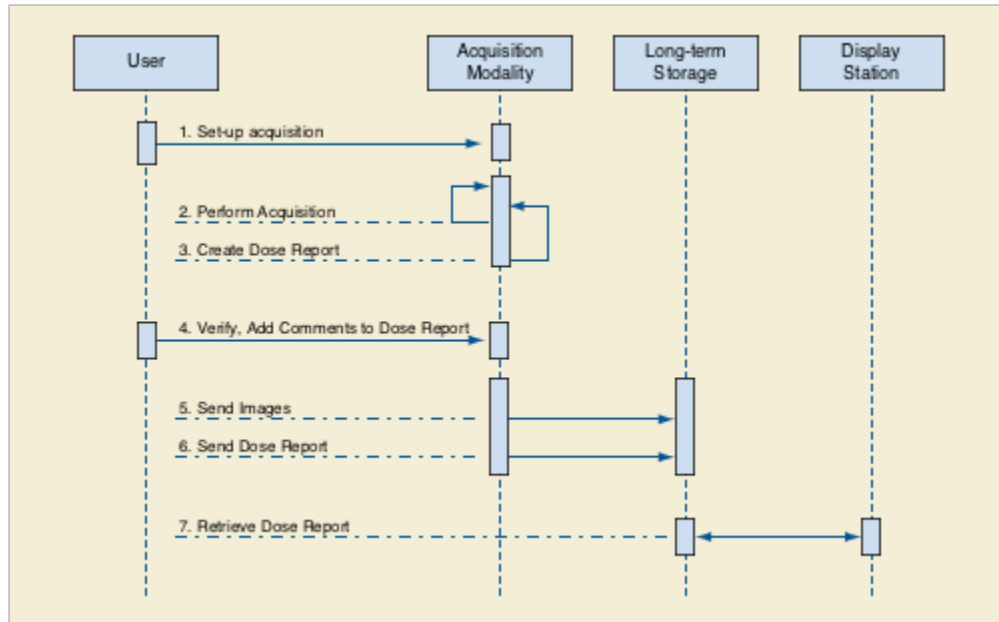 User
Acquisition
Modality
Long-term
Storage
Display
Station
1. Set-up acquisition
2. Perform Acquisition
3. Create Dose Report
4. Verify, Add Comments to Dose Report
5. Send Images
6. Send Dose Report
7. Retrieve Dose Report